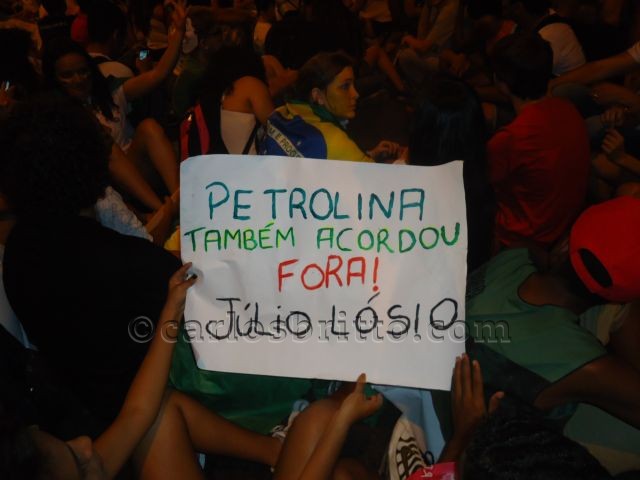 PETROLINA
TAMBÉM ACORDOU
FORA!
JÚLIO LÓSIO